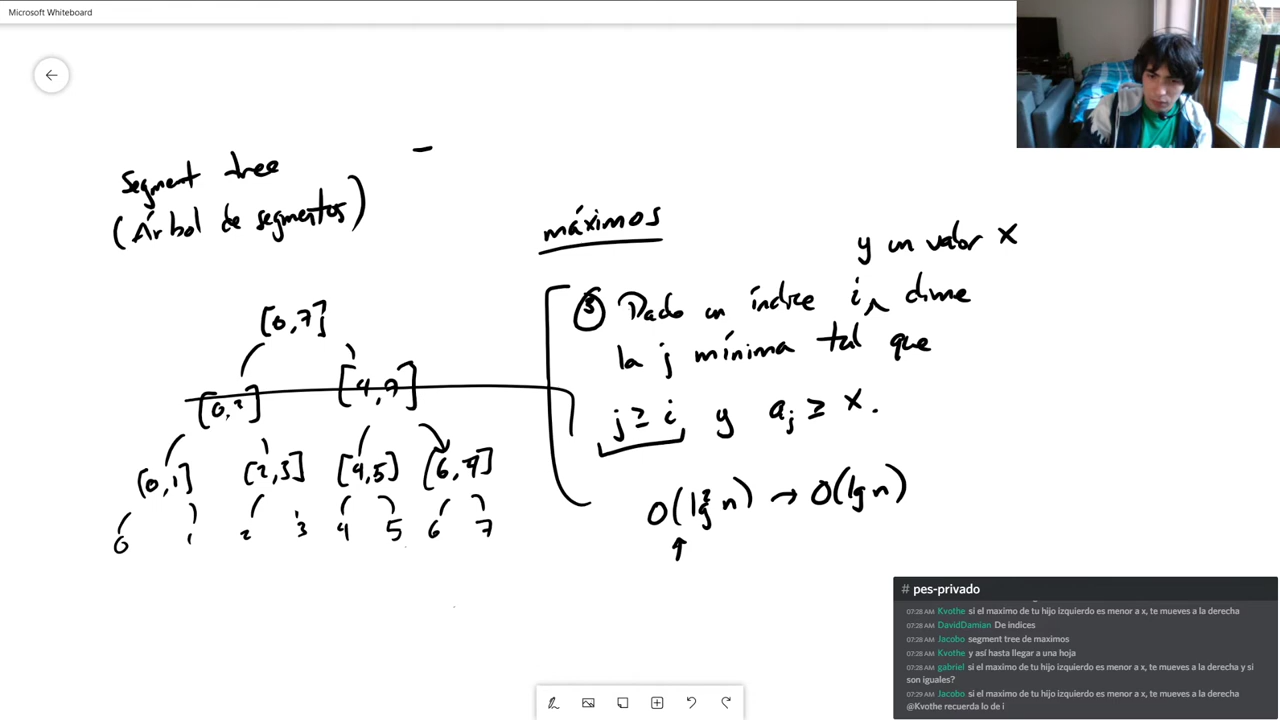 Microsoft Whiteboard
Segment tree
(Árbol de segmentos)
máximos
y un valor x
③ Dado un índice i, dime
la j mínima tal que
j ≥ i y aj ≥ x.
O(lg² n) → O(lg n)
[0,7]
[0,3] [4,7]
[0,1] [2,3] [4,5] [6,7]
0 1 2 3 4 5 6 7
# pes-privado
07:28 AM Kvothe si el maximo de tu hijo izquierdo es menor a x, te mueves a la derecha
07:28 AM DavidDamian De indices
07:28 AM Jacobo segment tree de maximos
07:28 AM Kvothe y así hasta llegar a una hoja
07:28 AM gabriel si el maximo de tu hijo izquierdo es menor a x, te mueves a la derecha y si
son iguales?
07:29 AM Jacobo si el maximo de tu hijo izquierdo es menor a x, te mueves a la derecha
@Kvothe recuerda lo de i